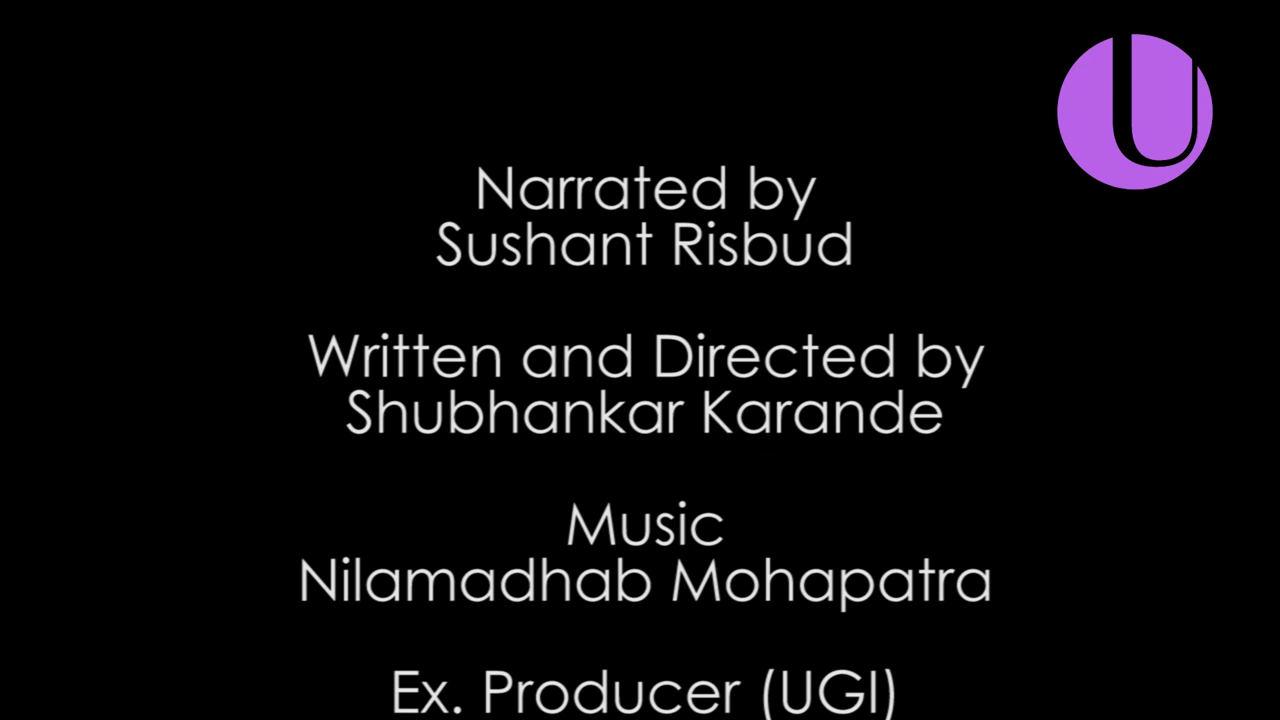 U
Narrated by
Sushant Risbud
Written and Directed by
Shubhankar Karande
Music
Nilamadhab Mohapatra
Ex. Producer (UGI)